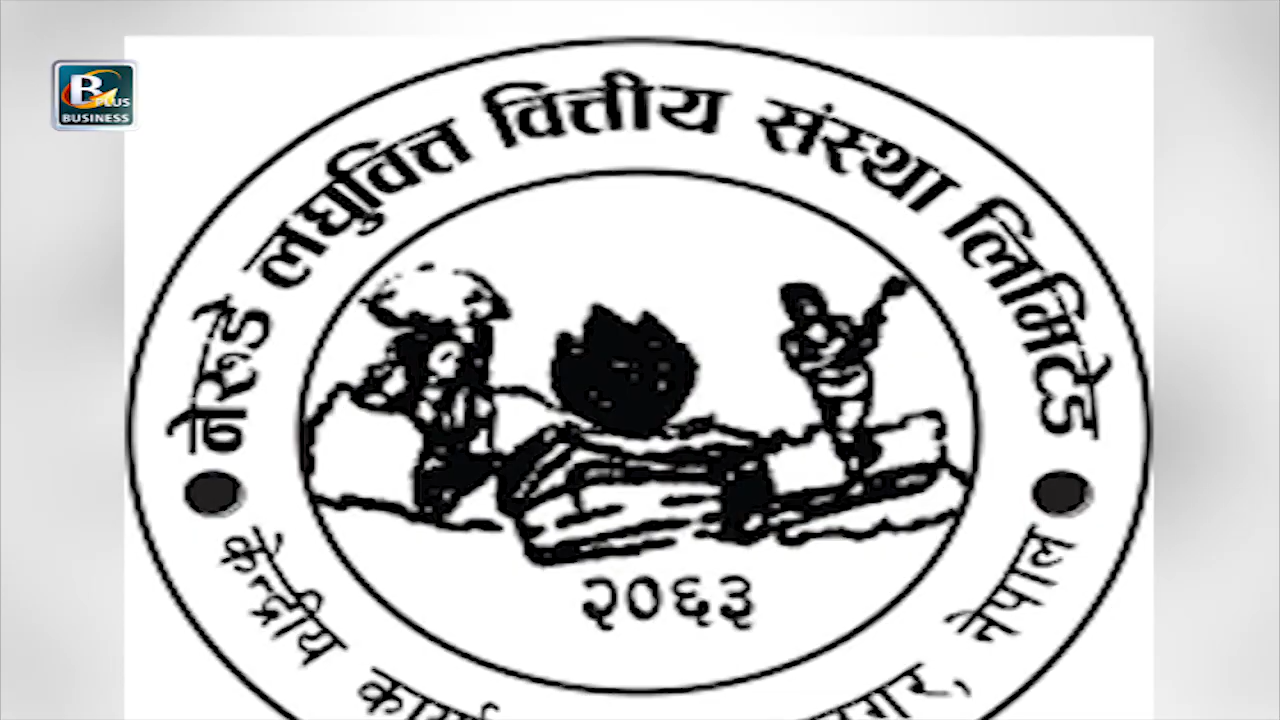 B PLUS
BUSINESS
नेरूडे लघुवित्त वित्तीय संस्था लिमिटेड
२०६३
केन्द्रीय नेपाल